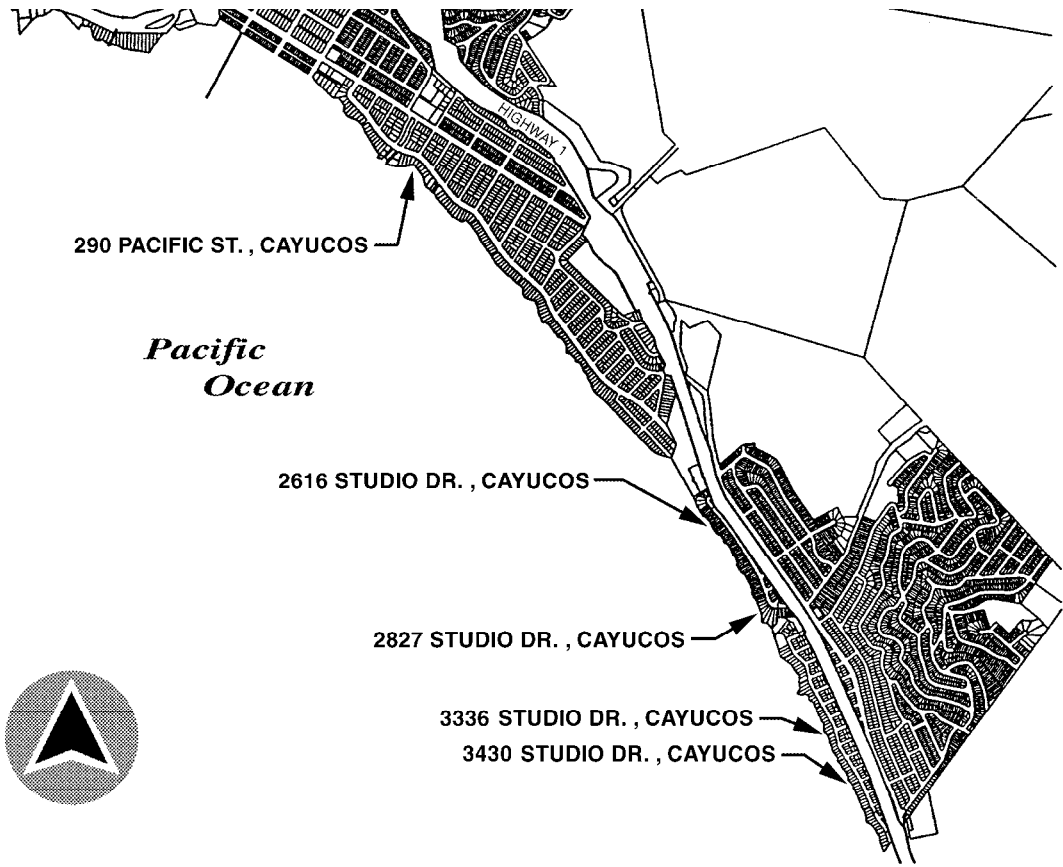 HIGHWAY 1
290 PACIFIC ST. , CAYUCOS
Pacific
Ocean
2616 STUDIO DR. , CAYUCOS
2827 STUDIO DR. , CAYUCOS
3336 STUDIO DR. , CAYUCOS
3430 STUDIO DR. , CAYUCOS